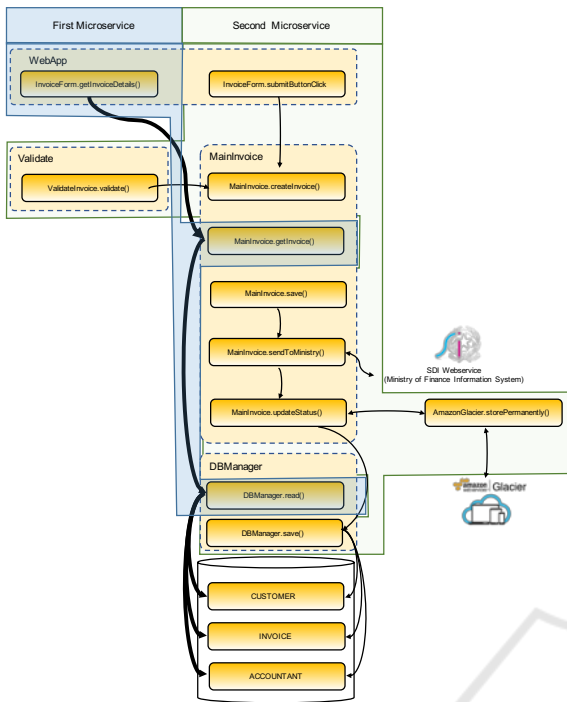 First Microservice
Second Microservice
WebApp
InvoiceForm.getInvoiceDetails()
InvoiceForm.submitButtonClick
Validate
MainInvoice
ValidateInvoice.validate()
MainInvoice.createInvoice()
MainInvoice.getInvoice()
MainInvoice.save()
MainInvoice.sendToMinistry()
SDI Webservice
(Ministry of Finance Information System)
MainInvoice.updateStatus()
AmazonGlacier.storePermanently()
DBManager
DBManager.read()
amazon
Glacier
DBManager.save()
CUSTOMER
INVOICE
ACCOUNTANT